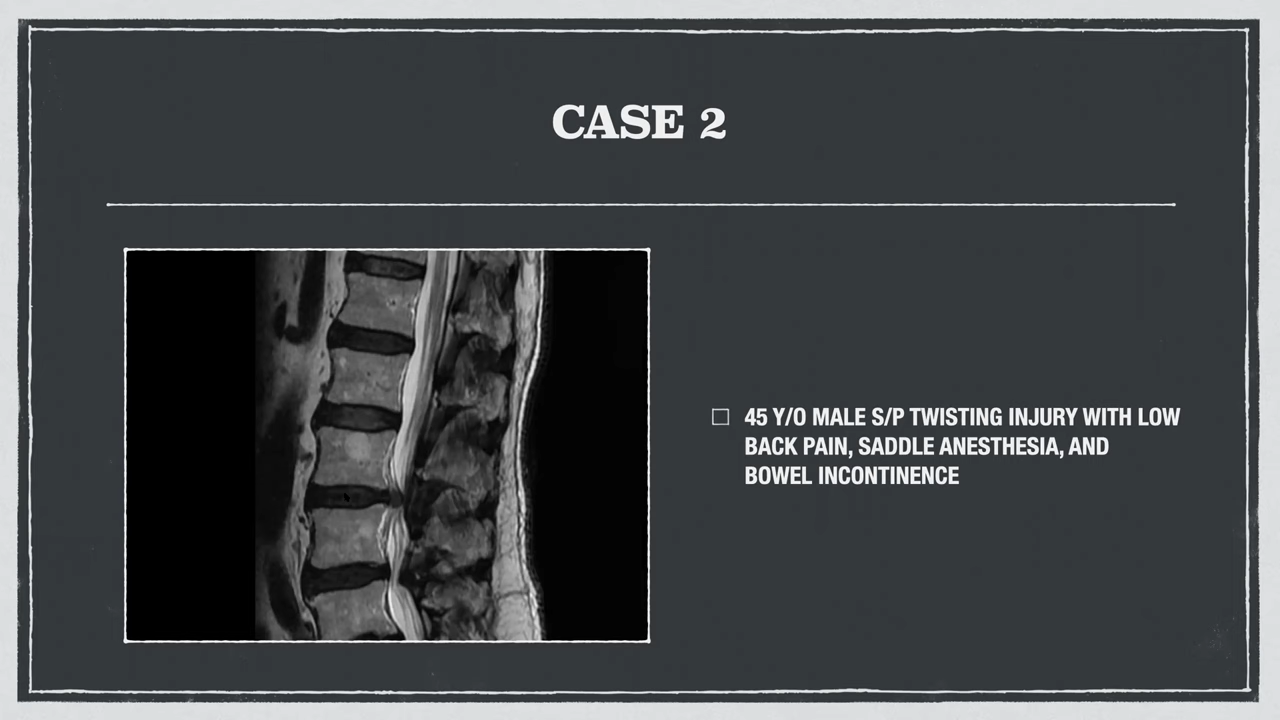 CASE 2
45 Y/O MALE S/P TWISTING INJURY WITH LOW
BACK PAIN, SADDLE ANESTHESIA, AND
BOWEL INCONTINENCE